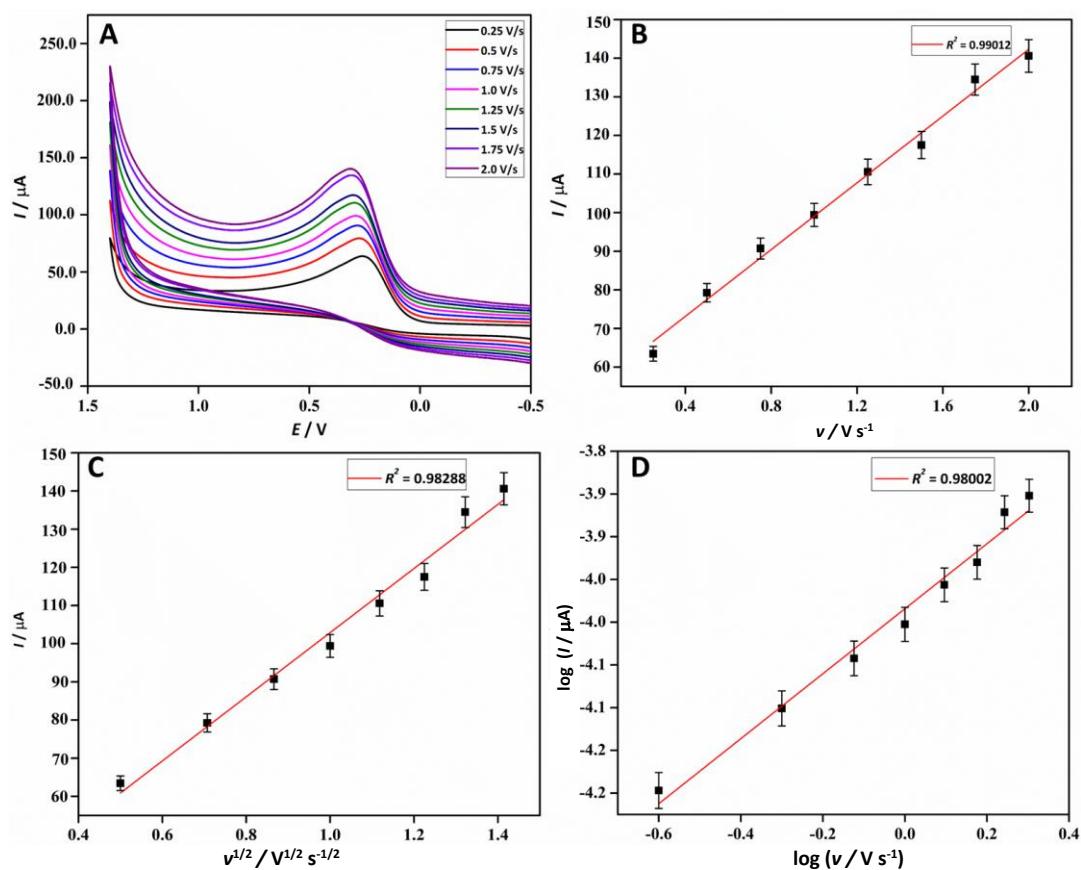 A
0.25 V/s
0.5 V/s
0.75 V/s
1.0 V/s
1.25 V/s
1.5 V/s
1.75 V/s
2.0 V/s
250.0
200.0
150.0
100.0
50.0
0.0
-50.0
I / µA
1.5
1.0
0.5
0.0
-0.5
E / V
B
R² = 0.99012
150
140
130
120
110
100
90
80
70
60
I / µA
0.4
0.8
1.2
1.6
2.0
v / V s⁻¹
C
R² = 0.98288
150
140
130
120
110
100
90
80
70
60
I / µA
0.4
0.6
0.8
1.0
1.2
1.4
v¹ᐟ² / V¹ᐟ² s⁻¹ᐟ²
D
R² = 0.98002
-3.8
-3.9
-3.9
-4.0
-4.0
-4.1
-4.1
-4.2
-4.2
log (I / µA)
-0.6
-0.4
-0.2
0.0
0.2
0.4
log (v / V s⁻¹)